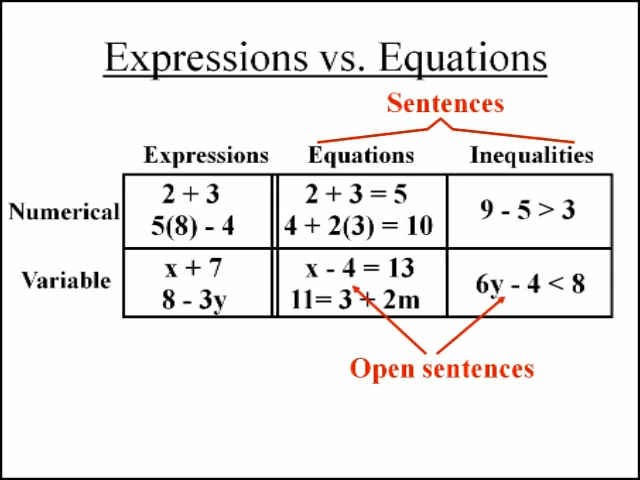 Expressions vs. Equations
Sentences
Expressions Equations Inequalities
Numerical
2 + 3
5(8) - 4
2 + 3 = 5
4 + 2(3) = 10
9 - 5 > 3
Variable
x + 7
8 - 3y
x - 4 = 13
11= 3 + 2m
6y - 4 < 8
Open sentences